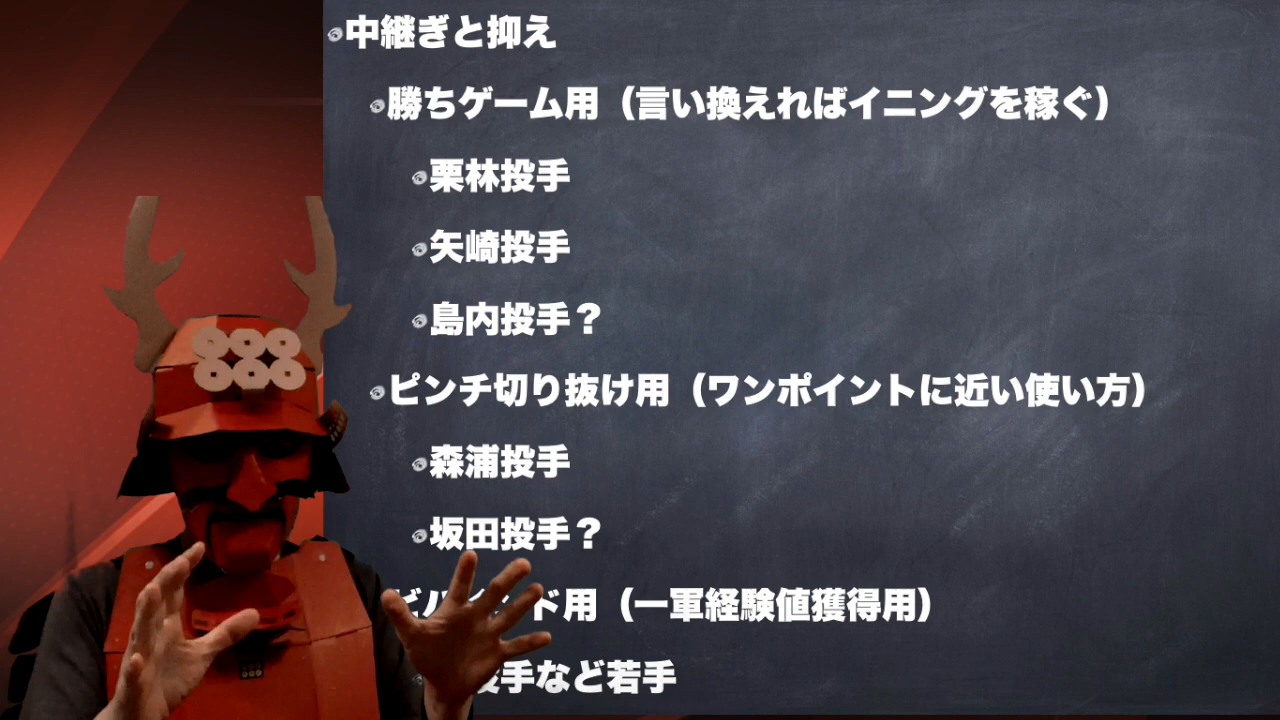 中継ぎと抑え
勝ちゲーム用（言い換えればイニングを稼ぐ）
栗林投手
矢崎投手
島内投手？
ピンチ切り抜け用（ワンポイントに近い使い方）
森浦投手
坂田投手？
ビハインド用（一軍経験値獲得用）
投手など若手